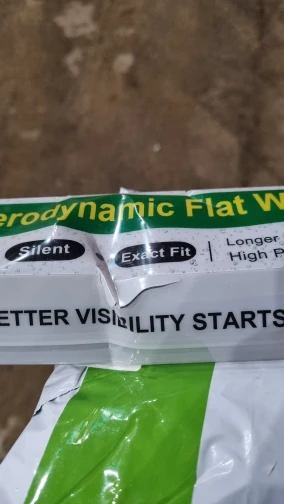 erodynamic Flat W
Silent
Exact Fit
Longer
High P
ETTER VISIBILITY STARTS